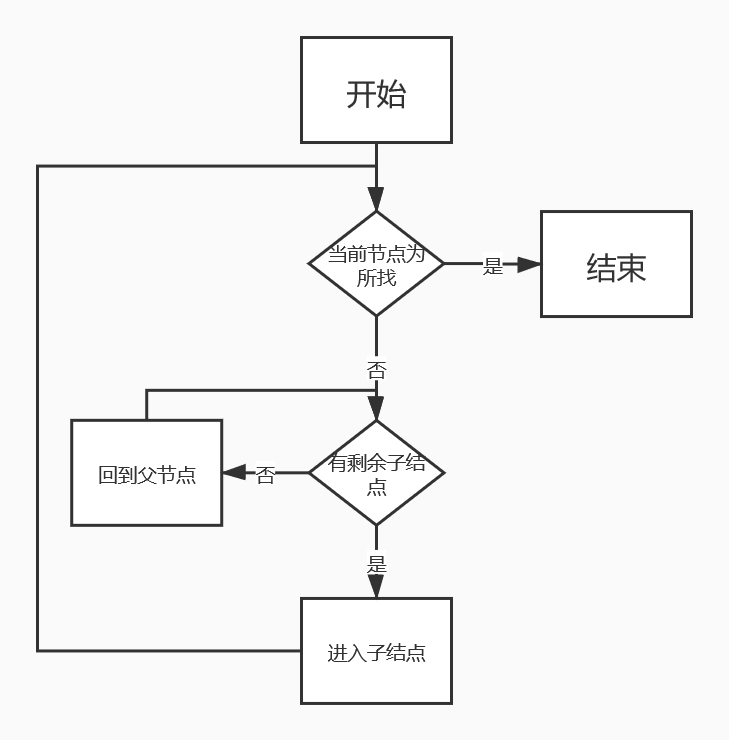 开始
当前节点为
所找
是
结束
否
有剩余子结
点
否
回到父节点
是
进入子结点